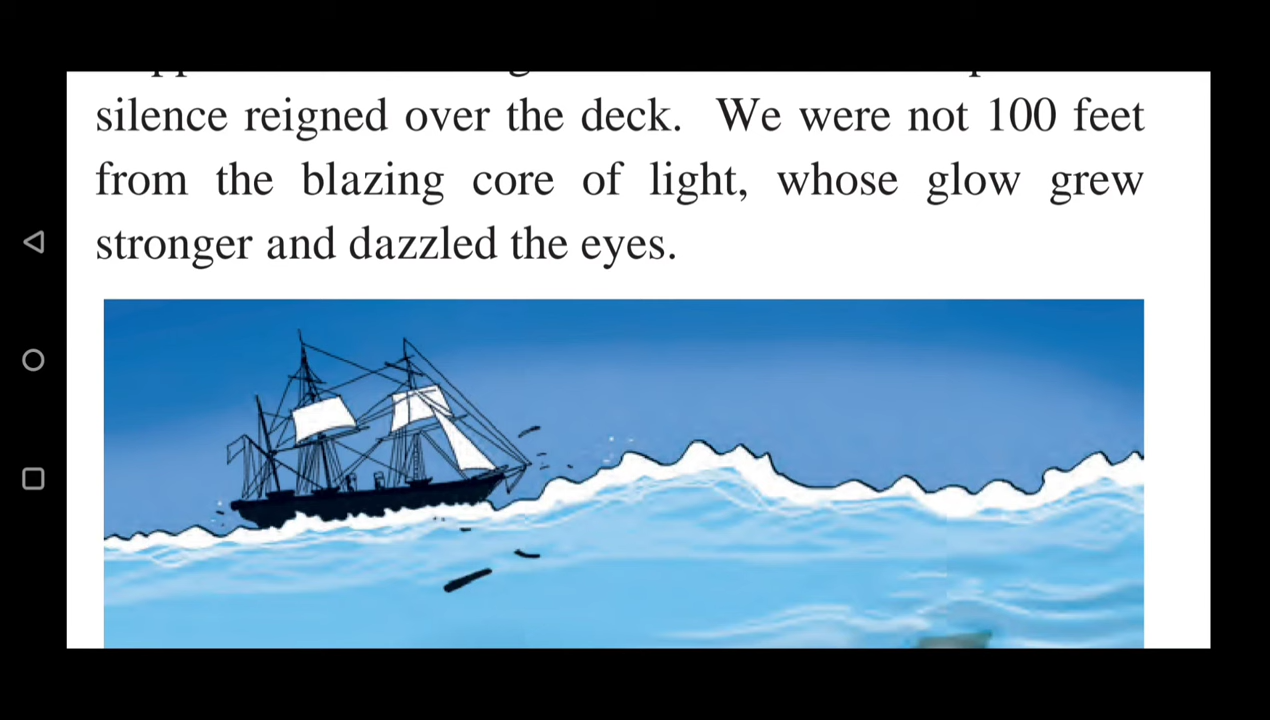 silence reigned over the deck. We were not 100 feet
from the blazing core of light, whose glow grew
stronger and dazzled the eyes.